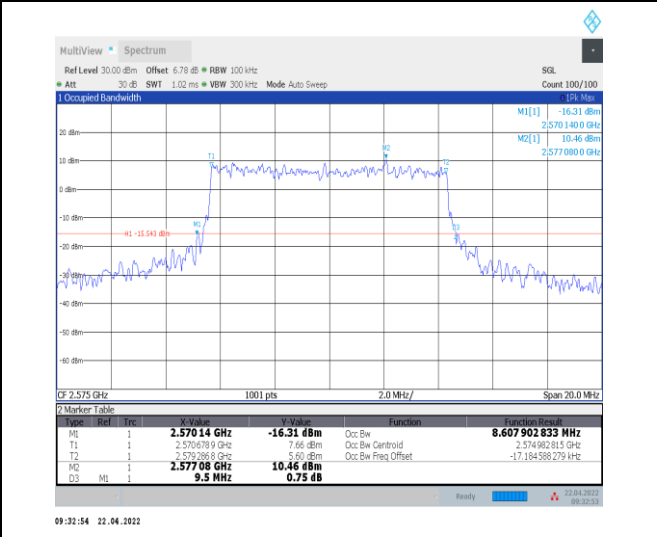 MultiView Spectrum
Ref Level 30.00 dBm Offset 6.78 dB RBW 100 kHz SGL
Att 30 dB SWT 1.02 ms VBW 300 kHz Mode Auto Sweep Count 100/100
1 Occupied Bandwidth 1Pk Max
M1[1] -16.31 dBm
2.570 140 0 GHz
M2[1] 10.46 dBm
2.577 080 0 GHz
20 dBm
10 dBm
0 dBm
-10 dBm
-20 dBm
-30 dBm
-40 dBm
-50 dBm
-60 dBm
T1
M2
T2
M1
D3
H1 -15.543 dBm
CF 2.575 GHz 1001 pts 2.0 MHz/ Span 20.0 MHz
2 Marker Table
Type Ref Trc X-Value Y-Value Function Function Result
M1 1 2.570 14 GHz -16.31 dBm Occ Bw 8.607 902 833 MHz
T1 1 2.570 678 9 GHz 7.66 dBm Occ Bw Centroid 2.574 982 815 GHz
T2 1 2.579 286 8 GHz 5.60 dBm Occ Bw Freq Offset -17.184 588 279 kHz
M2 1 2.577 08 GHz 10.46 dBm
D3 M1 1 9.5 MHz 0.75 dB
Ready 22.04.2022
09:32:53
09:32:54 22.04.2022